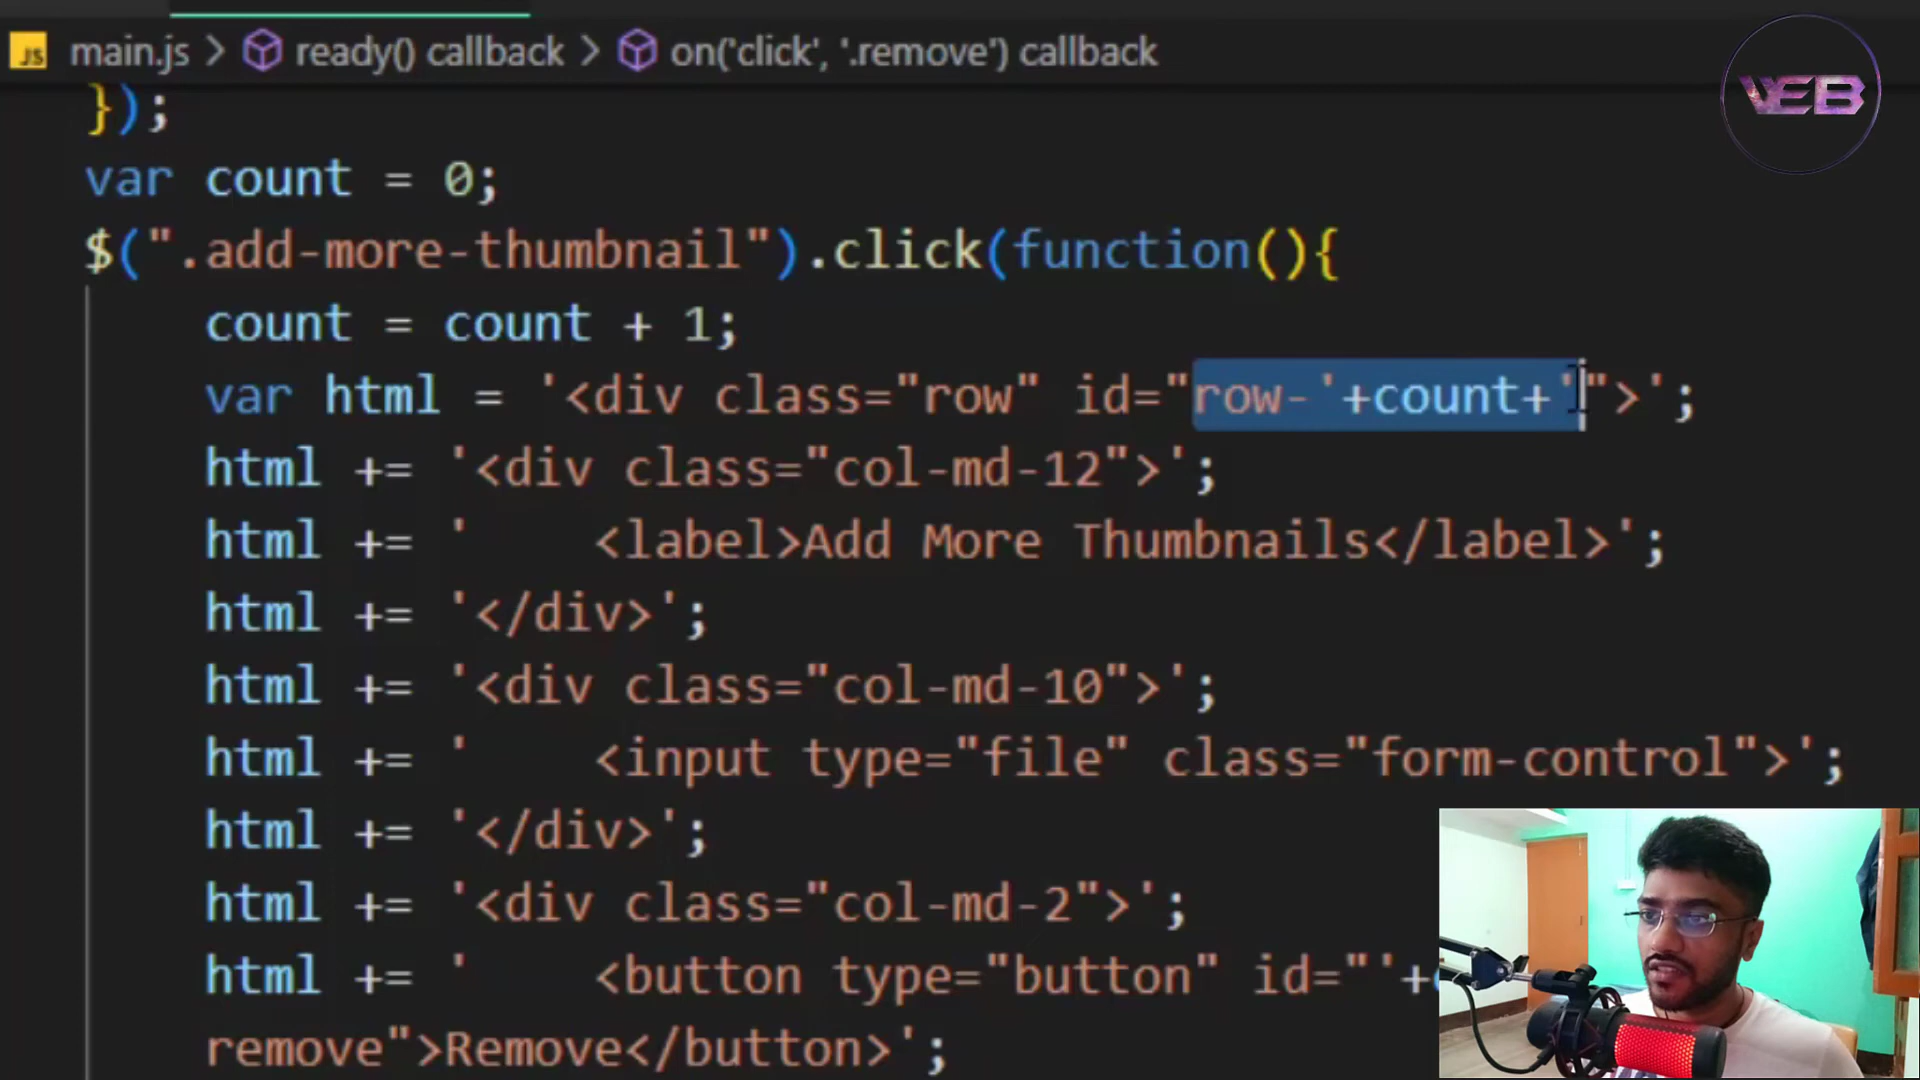 JS main.js > ready() callback > on('click', '.remove') callback
VEB
});
var count = 0;
$(".add-more-thumbnail").click(function(){
count = count + 1;
var html = '<div class="row" id="row-'+count+'">';
html += '<div class="col-md-12">';
html += '    <label>Add More Thumbnails</label>';
html += '</div>';
html += '<div class="col-md-10">';
html += '    <input type="file" class="form-control">';
html += '</div>';
html += '<div class="col-md-2">';
html += '    <button type="button" id="'+
remove">Remove</button>';